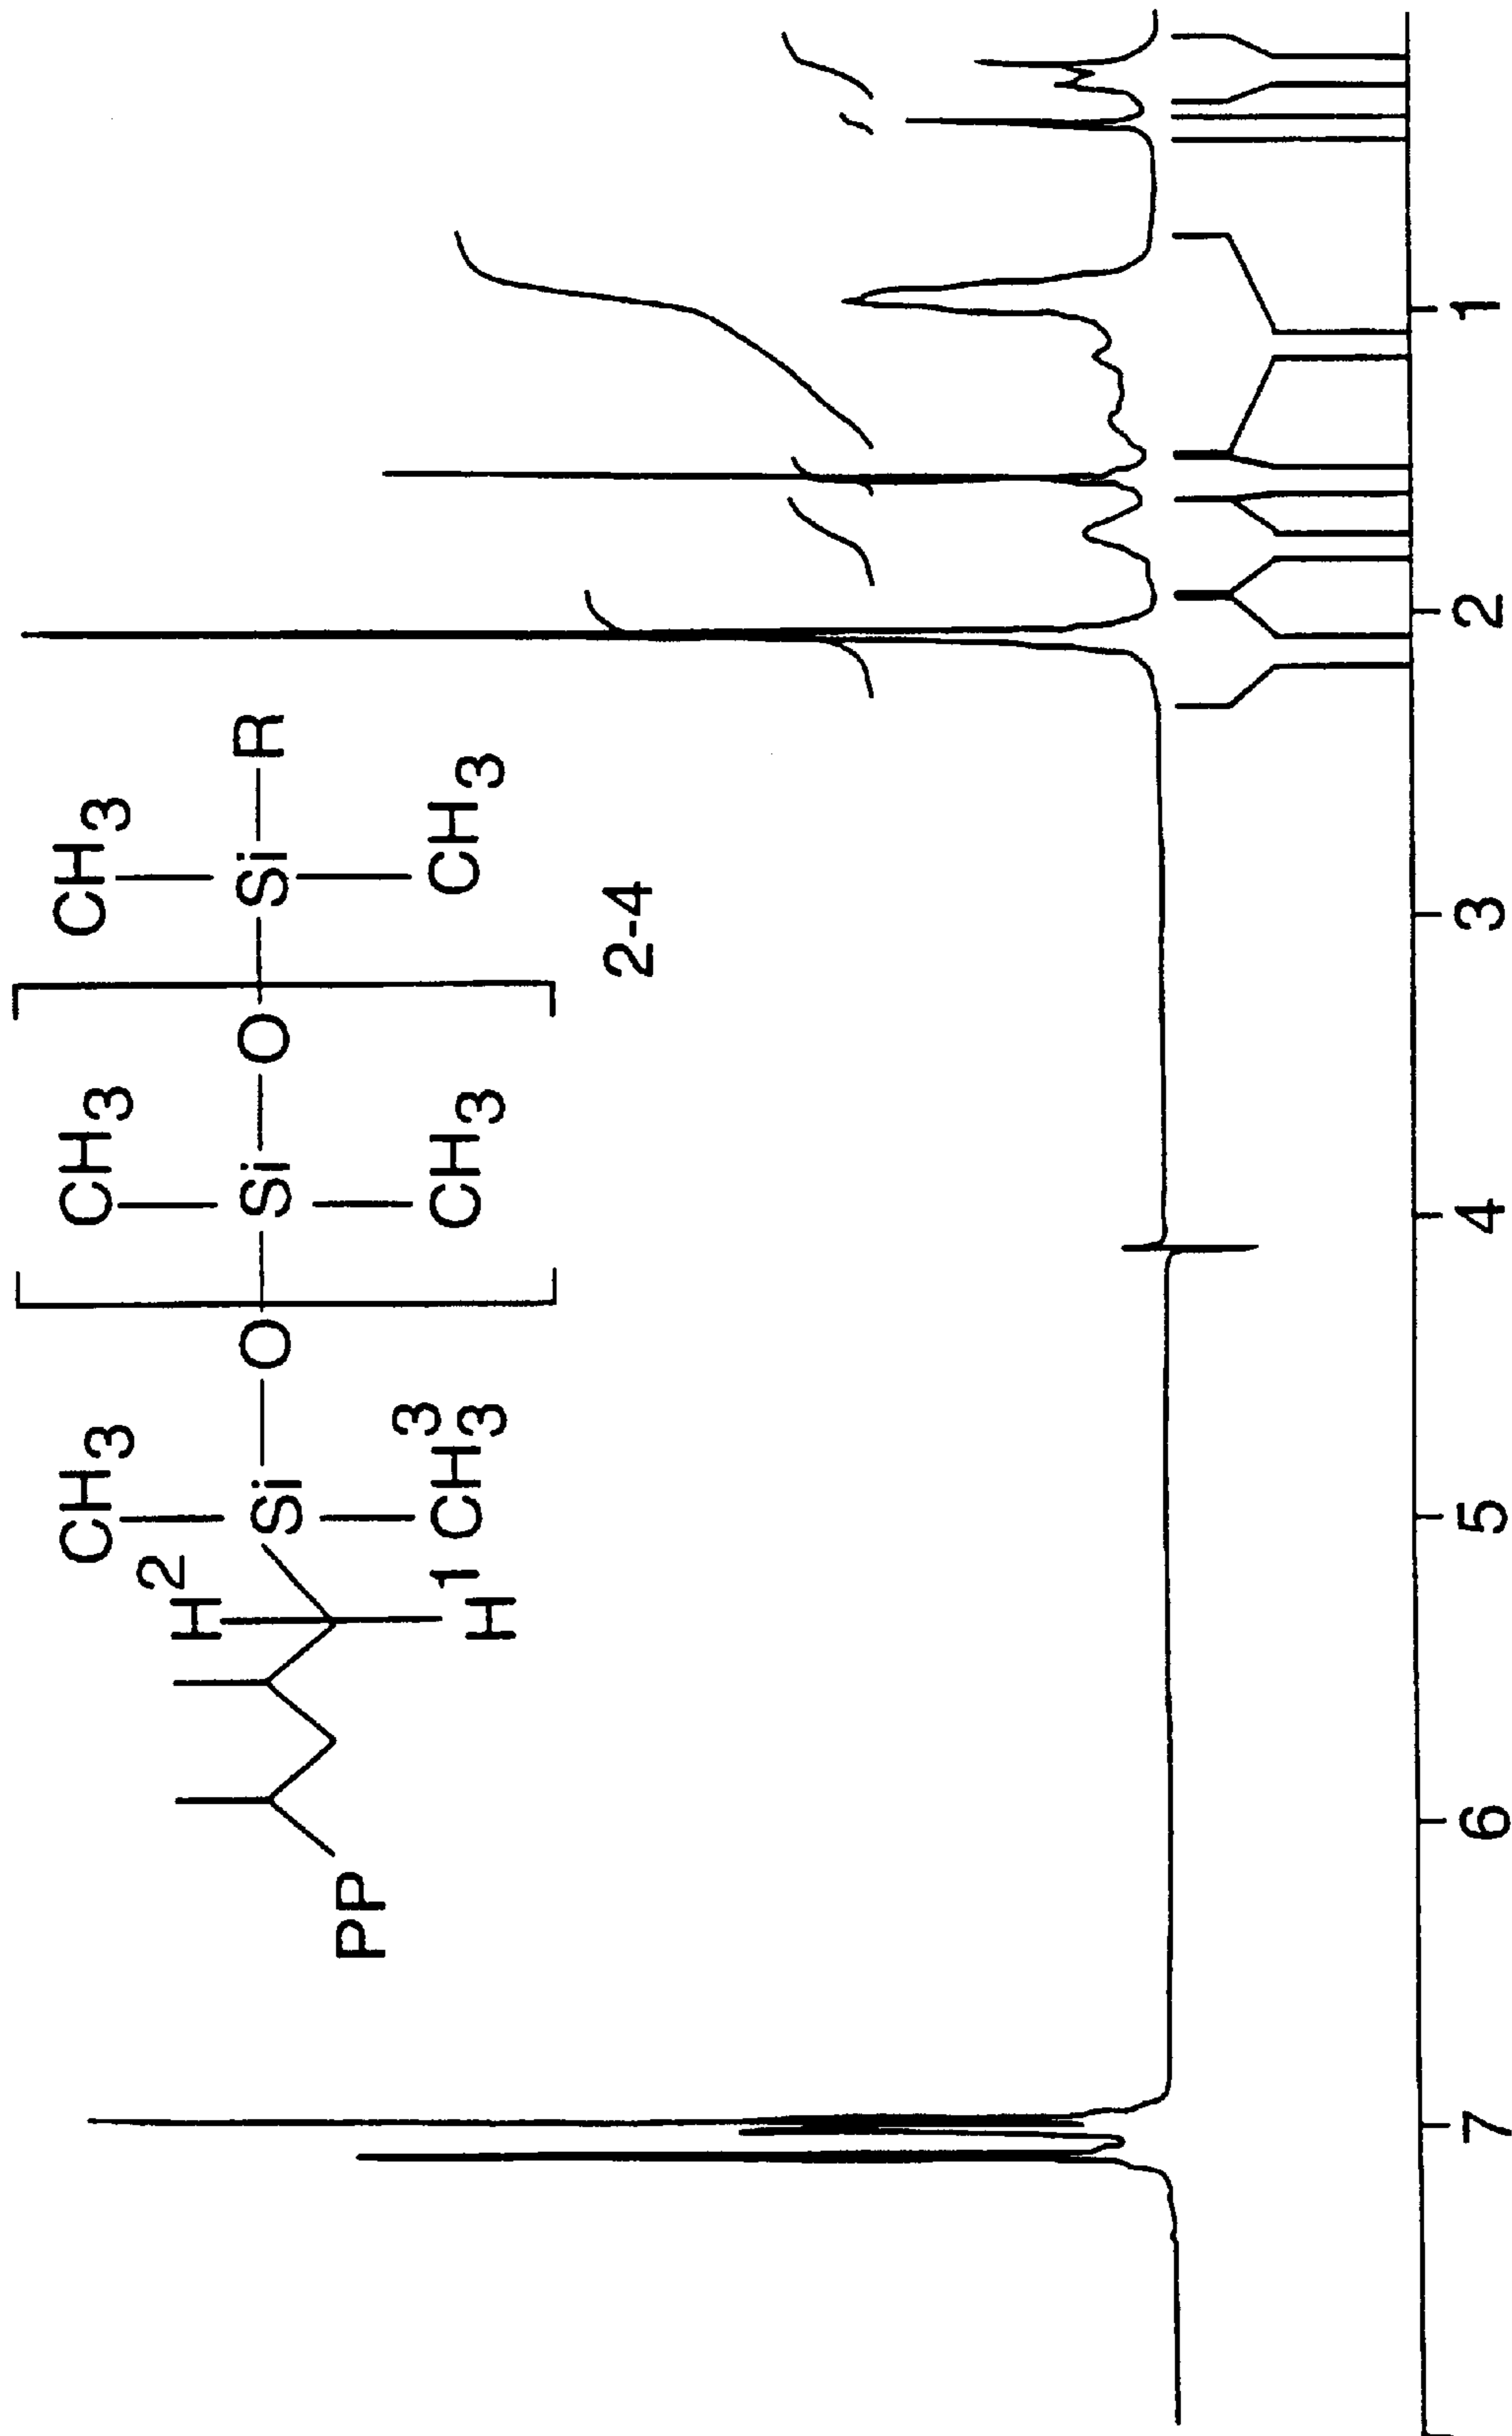 CH3 CH3 CH3
H2
Si O Si O Si R
PP
CH3 3 CH3 CH3
H1
2-4
7 6 5 4 3 2 1